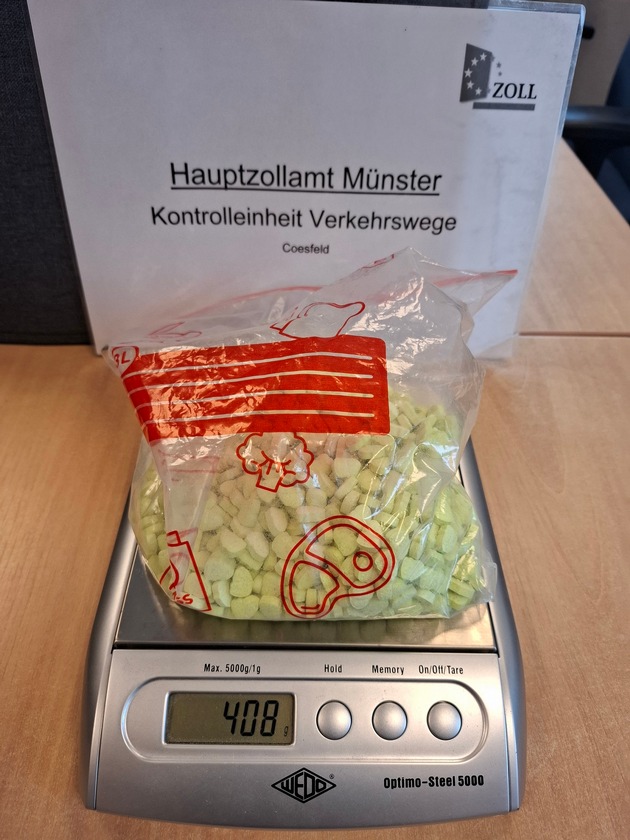 ZOLL
Hauptzollamt Münster
Kontrolleinheit Verkehrswege
Coesfeld
3L
Max. 5000g/1g
Hold
Memory
On/Off/Tare
408
g
WEDO®
Optimo-Steel 5000